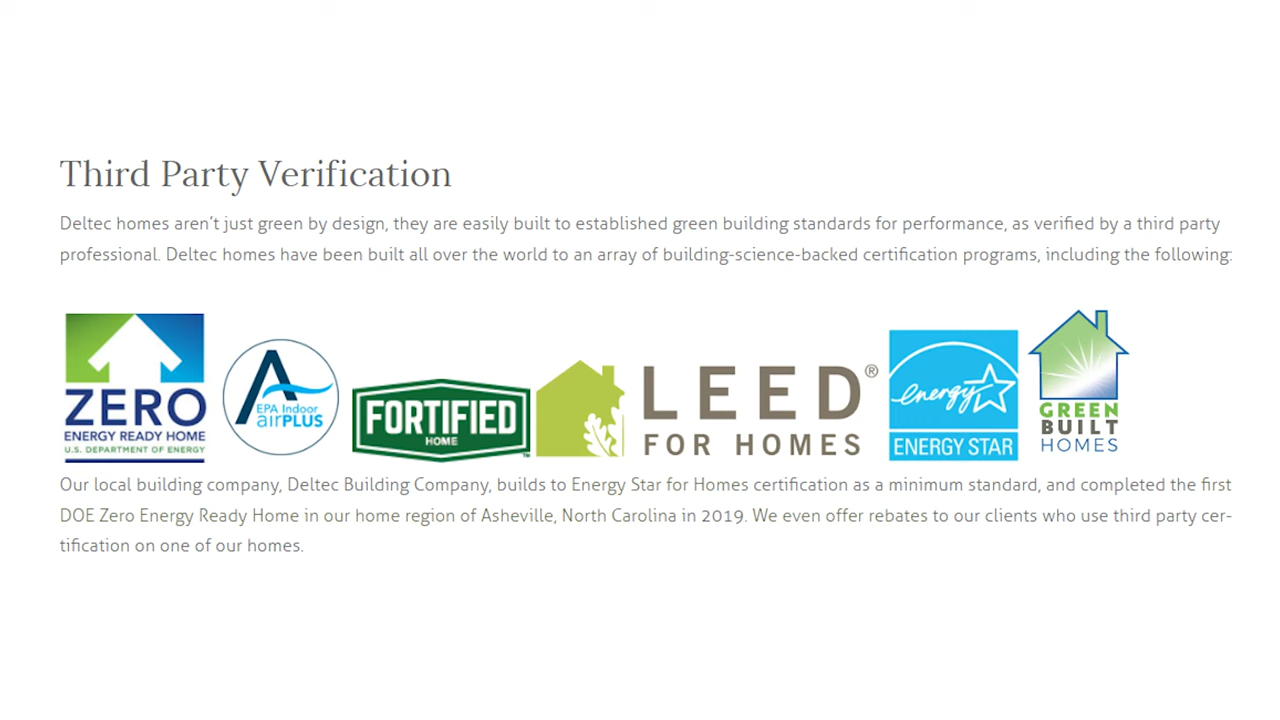 Third Party Verification
Deltec homes aren’t just green by design, they are easily built to established green building standards for performance, as verified by a third party
professional. Deltec homes have been built all over the world to an array of building-science-backed certification programs, including the following:
ZERO
ENERGY READY HOME
U.S. DEPARTMENT OF ENERGY
A
EPA Indoor
airPLUS
FORTIFIED
HOME
™
LEED®
FOR HOMES
energy
ENERGY STAR
GREEN
BUILT
HOMES
Our local building company, Deltec Building Company, builds to Energy Star for Homes certification as a minimum standard, and completed the first
DOE Zero Energy Ready Home in our home region of Asheville, North Carolina in 2019. We even offer rebates to our clients who use third party cer-
tification on one of our homes.